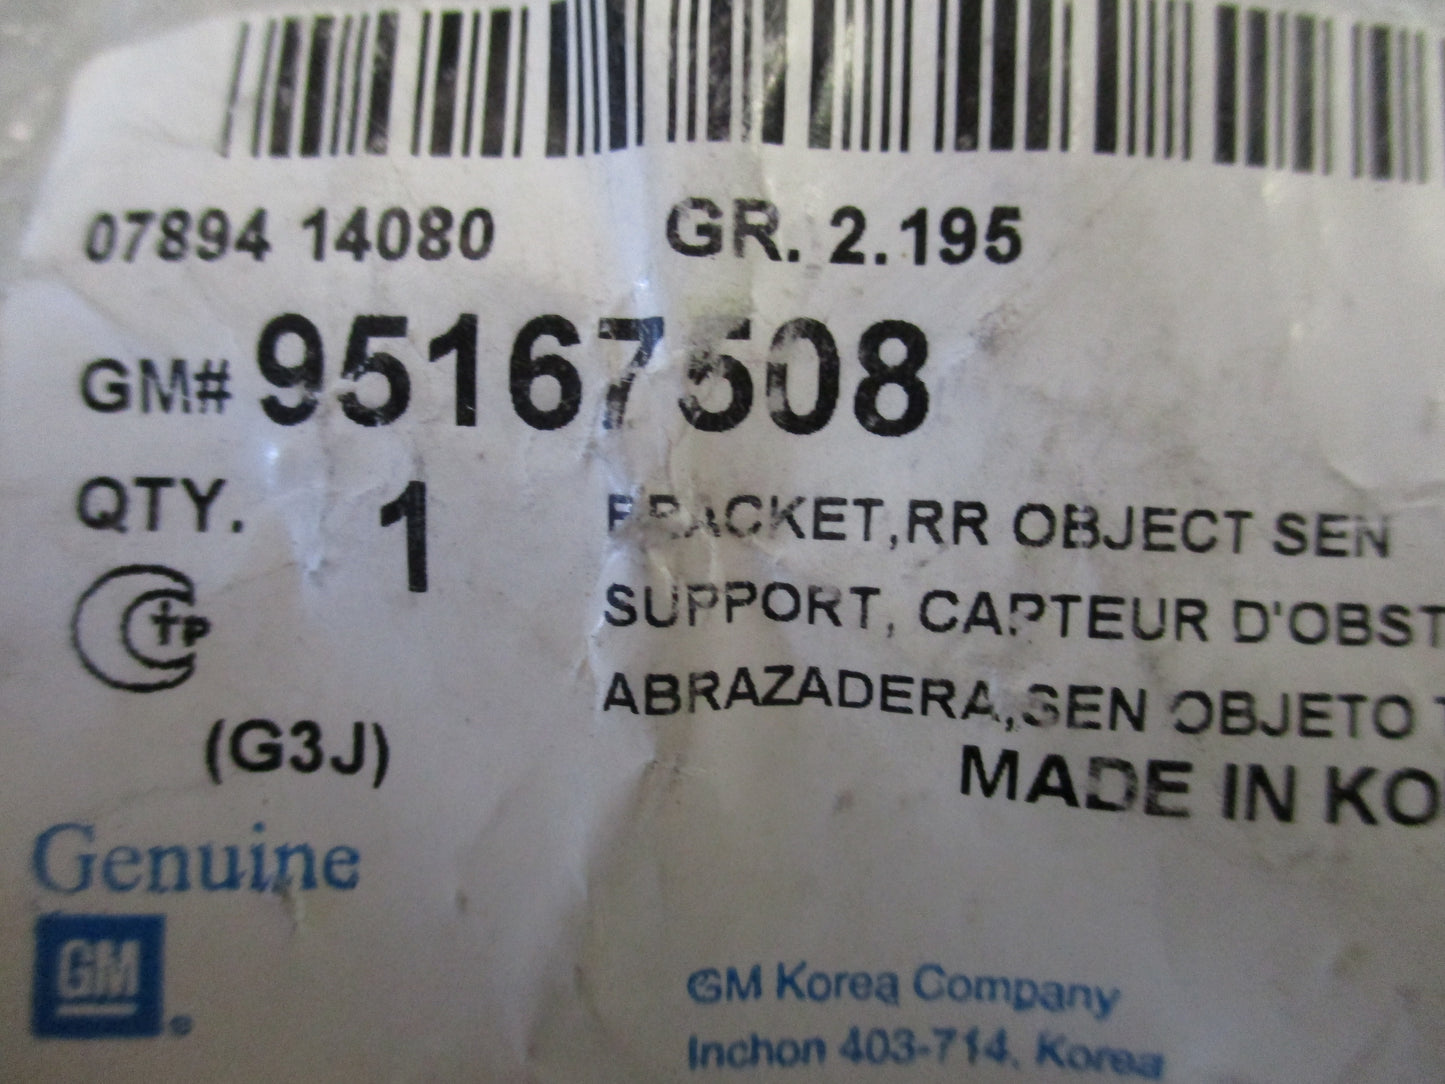 07894 14080 GR. 2.195
GM# 95167508
QTY. 1
BRACKET,RR OBJECT SEN
SUPPORT, CAPTEUR D'OBST
ABRAZADERA,SEN OBJETO
(G3J)
MADE IN KO
Genuine
GM
GM Korea Company
Inchon 403-714, Korea